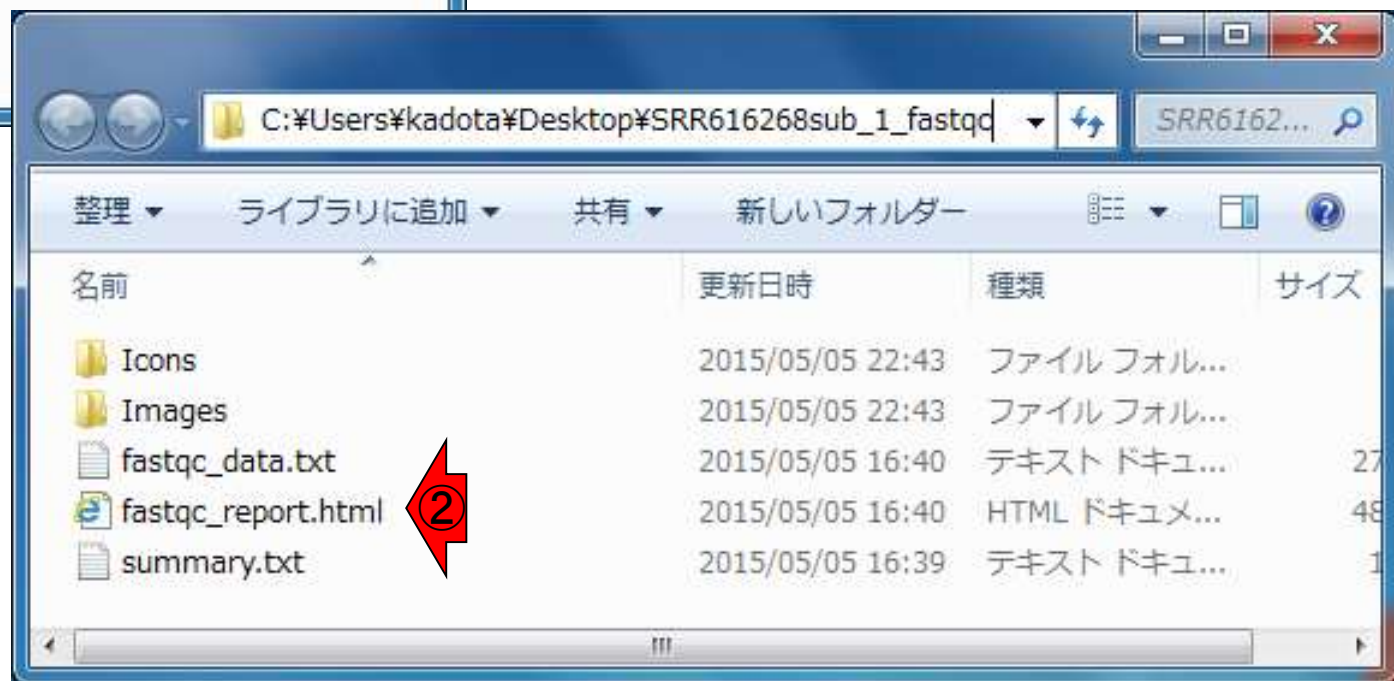 C:¥Users¥kadota¥Desktop¥SRR616268sub_1_fastqc SRR6162...
整理 ライブラリに追加 共有 新しいフォルダー
名前 更新日時 種類 サイズ
Icons 2015/05/05 22:43 ファイル フォル...
Images 2015/05/05 22:43 ファイル フォル...
fastqc_data.txt 2015/05/05 16:40 テキスト ドキュ... 27
fastqc_report.html ② 2015/05/05 16:40 HTML ドキュメ... 48
summary.txt 2015/05/05 16:39 テキスト ドキュ... 1